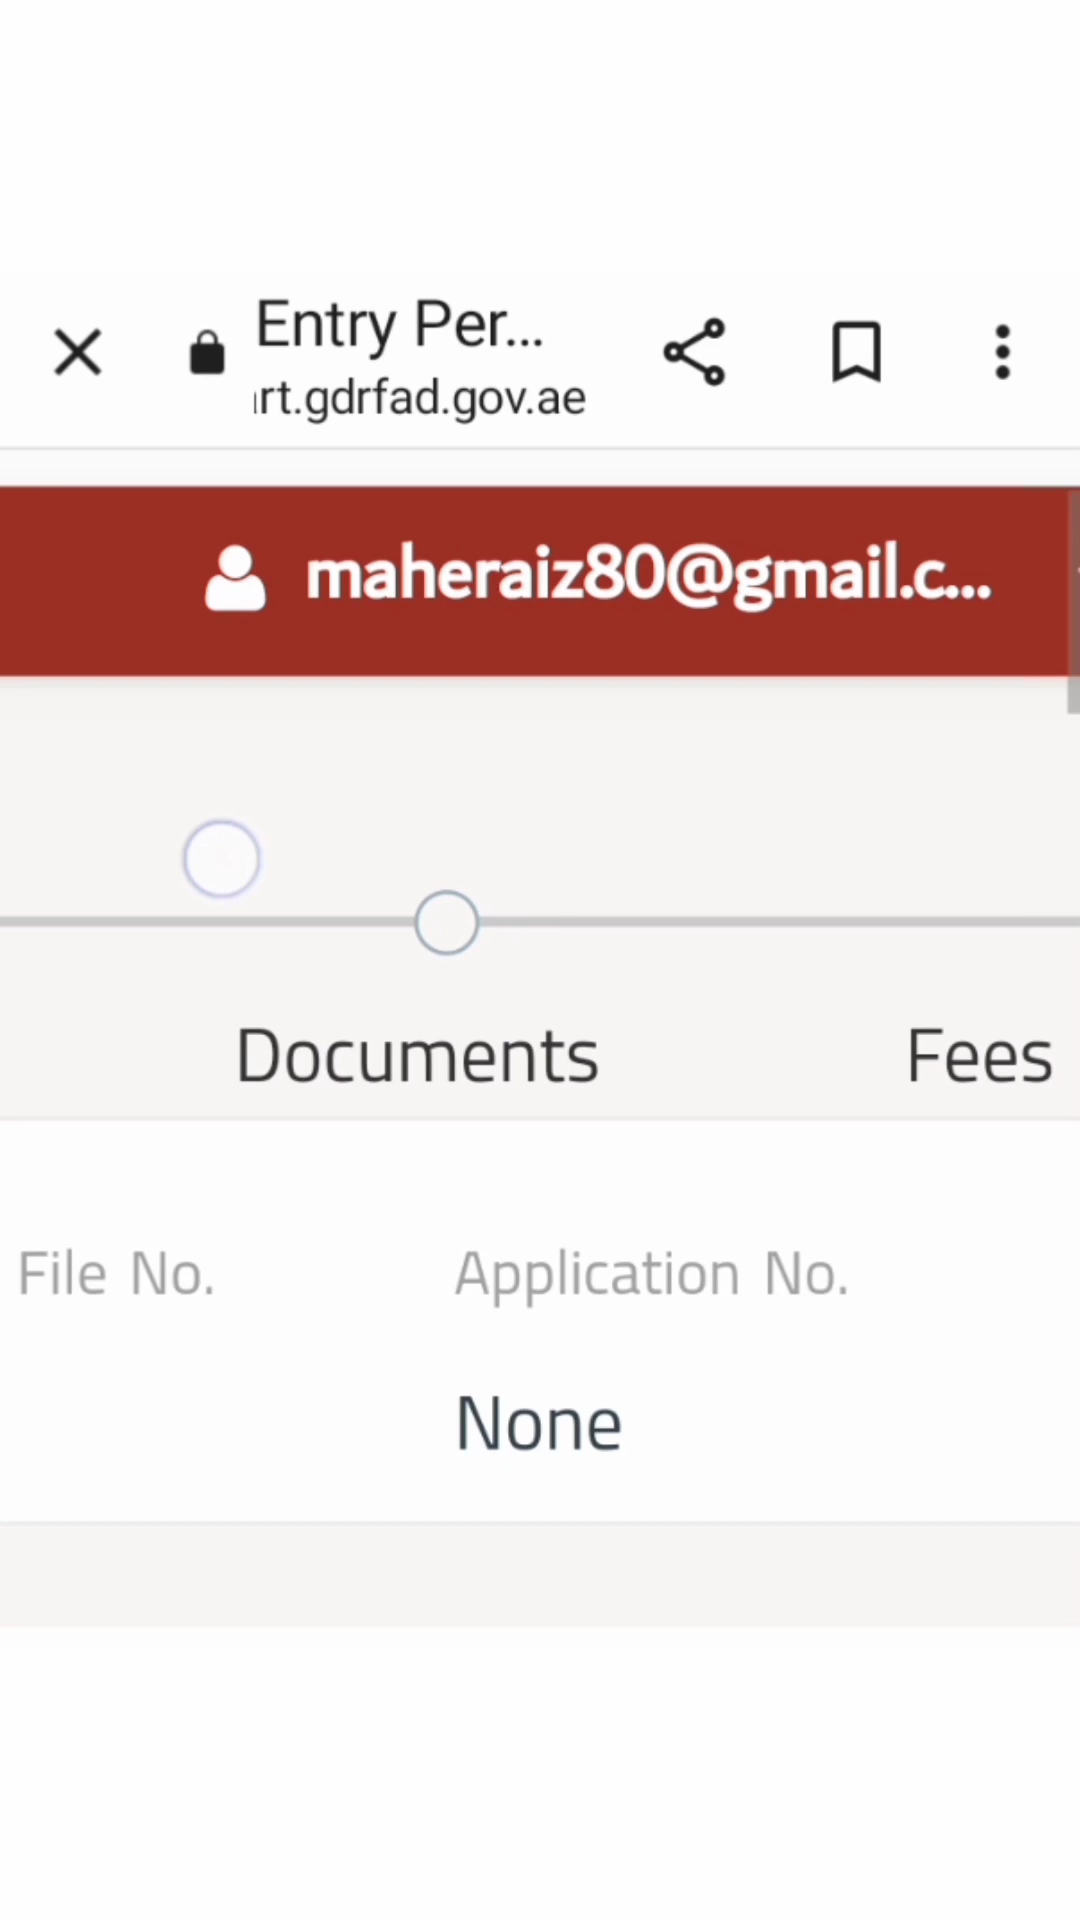 Entry Per...
rt.gdrfad.gov.ae
maheraiz80@gmail.c...
Documents Fees
File No. Application No.
None